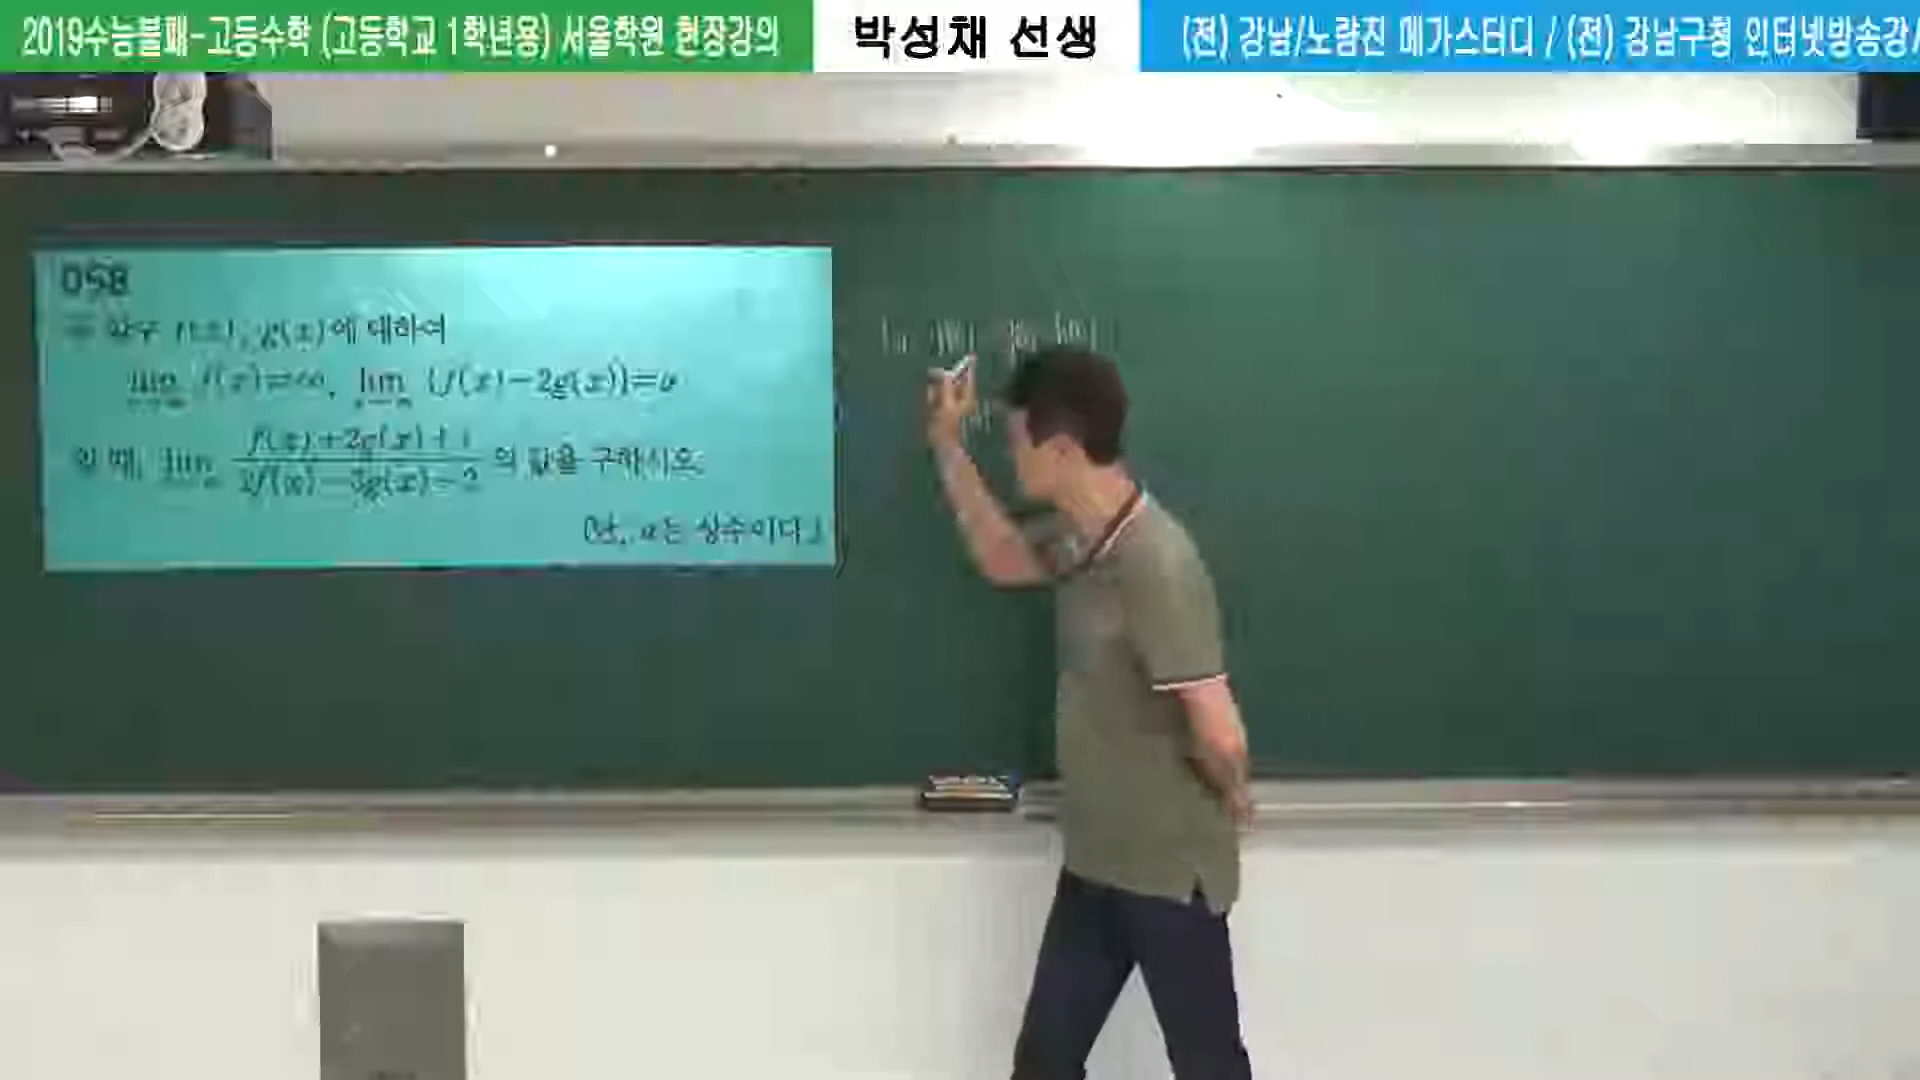 2019수능불패-고등수학 (고등학교 1학년용) 서울학원 현장강의
박성채 선생
(전) 강남/노량진 메가스터디 / (전) 강남구청 인터넷방송강
058
두 함수 f(x), g(x)에 대하여
lim f(x)=∞, lim {f(x)-2g(x)}=a
일 때, lim f(x)+2g(x)+1 / 2f(x)-3g(x)-2 의 값을 구하시오.
(단, a는 상수이다.)